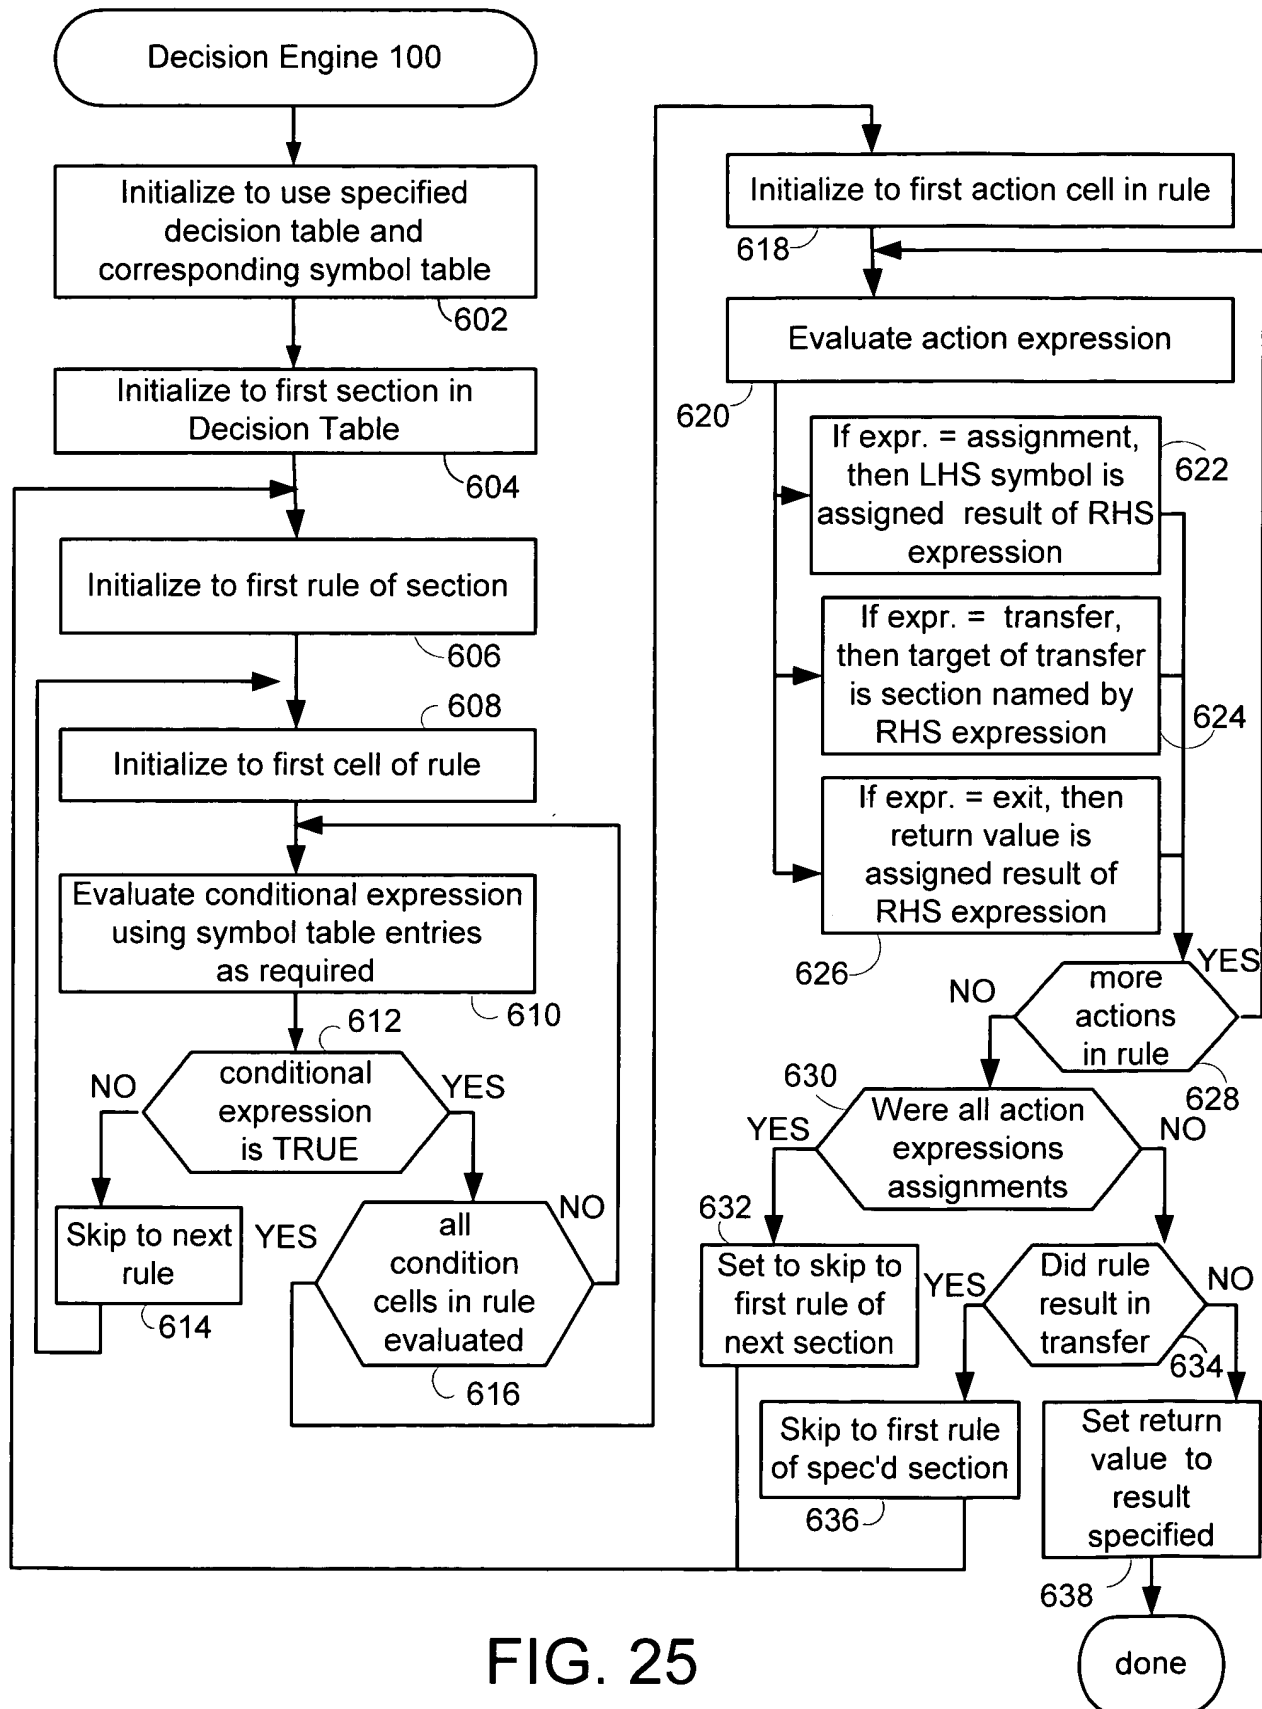 Decision Engine 100
Initialize to use specified
decision table and
corresponding symbol table
602
Initialize to first section in
Decision Table
604
Initialize to first rule of section
606
608
Initialize to first cell of rule
Evaluate conditional expression
using symbol table entries
as required
610
612
NO
conditional
expression
is TRUE
YES
Skip to next
rule
614
YES
all
condition
cells in rule
evaluated
NO
616
Initialize to first action cell in rule
618
Evaluate action expression
620
If expr. = assignment,
then LHS symbol is
assigned result of RHS
expression
622
If expr. = transfer,
then target of transfer
is section named by
RHS expression
624
If expr. = exit, then
return value is
assigned result of
RHS expression
626
NO
more
actions
in rule
YES
628
630
YES
Were all action
expressions
assignments
NO
632
Set to skip to
first rule of
next section
YES
Did rule
result in
transfer
NO
634
Skip to first rule
of spec'd section
636
Set return
value to
result
specified
638
done
FIG. 25